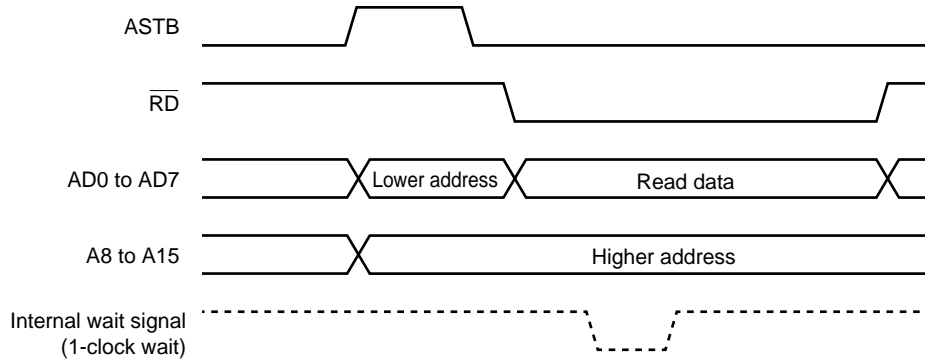 ASTB
RD
AD0 to AD7
Lower address
Read data
A8 to A15
Higher address
Internal wait signal
(1-clock wait)